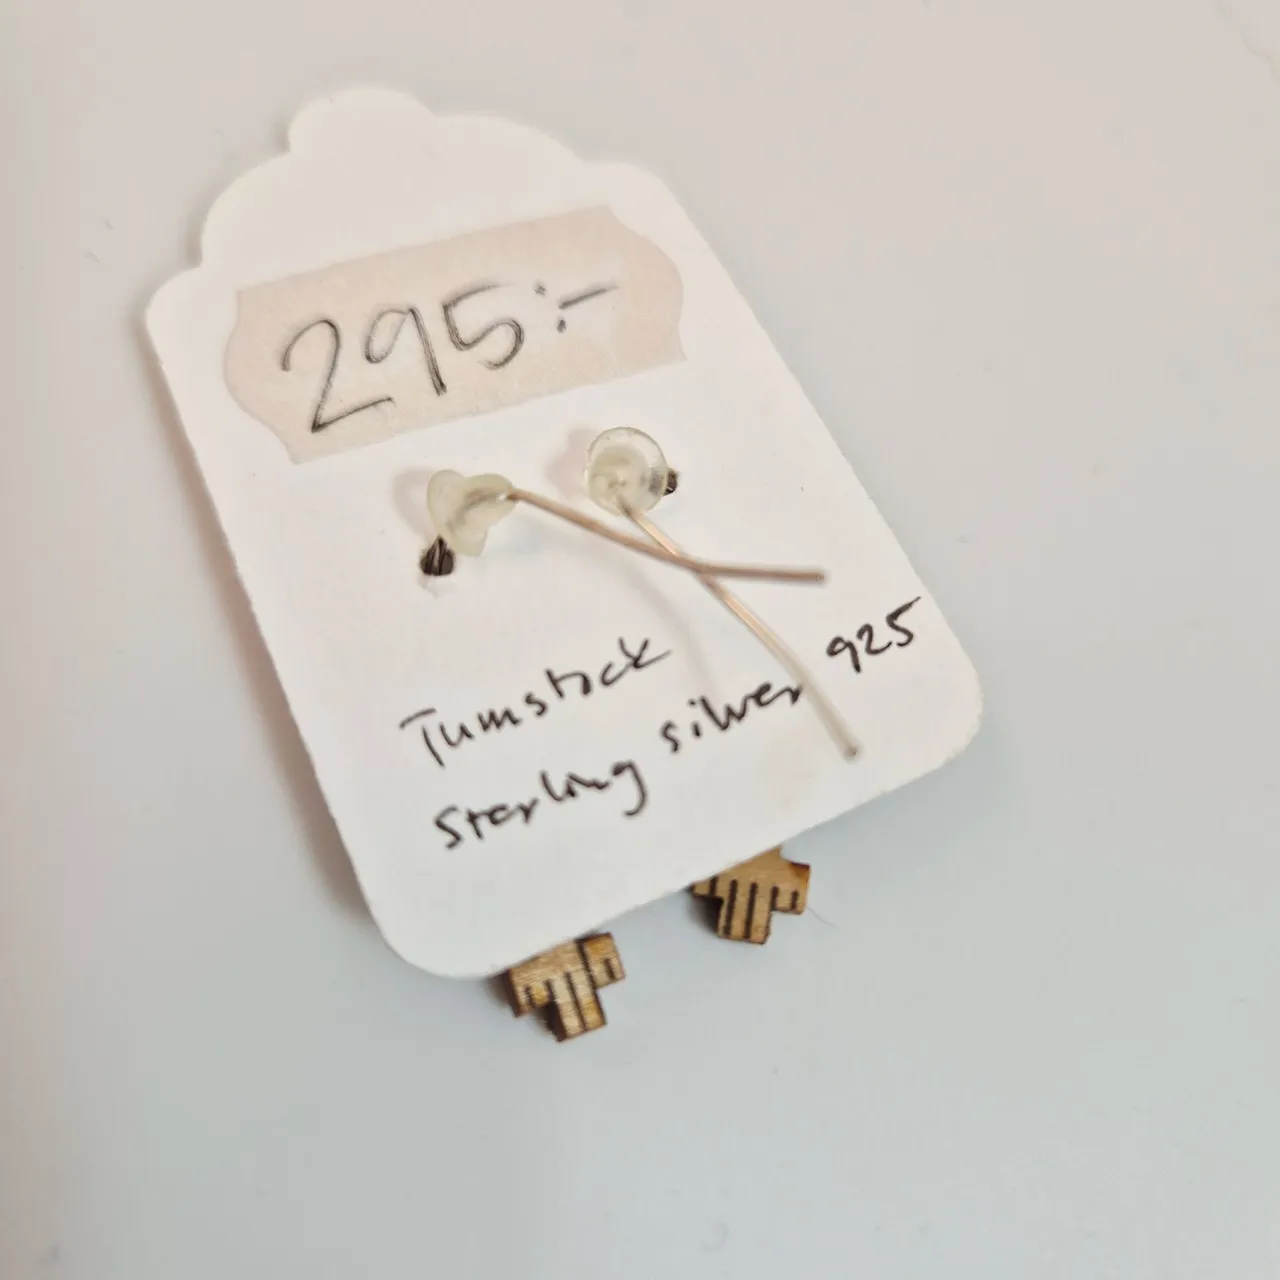 295:-
Tumstock
Sterling silver 925